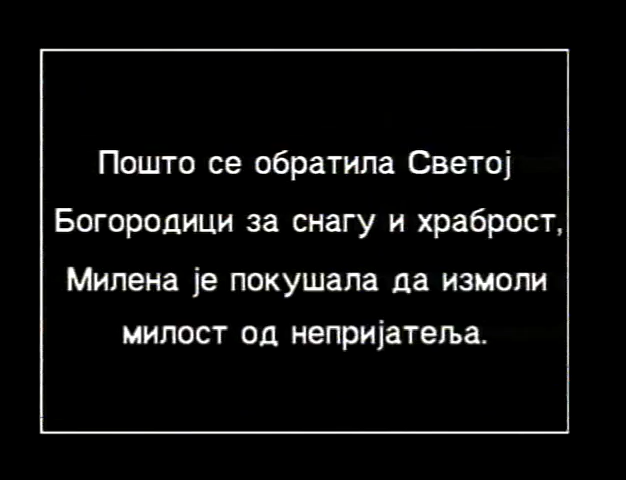 Пошто се обратила Светој
Богородици за снагу и храброст,
Милена је покушала да измоли
милост од непријатеља.